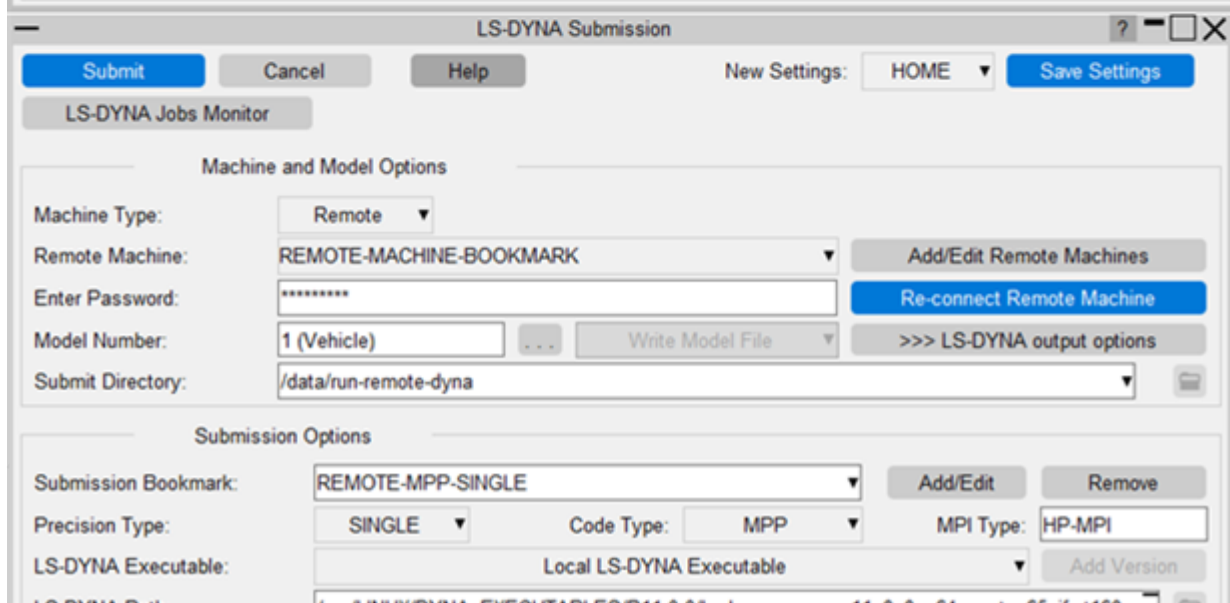 LS-DYNA Submission ?
Submit Cancel Help New Settings: HOME Save Settings
LS-DYNA Jobs Monitor
Machine and Model Options
Machine Type: Remote
Remote Machine: REMOTE-MACHINE-BOOKMARK Add/Edit Remote Machines
Enter Password: ********* Re-connect Remote Machine
Model Number: 1 (Vehicle) ... Write Model File >>> LS-DYNA output options
Submit Directory: /data/run-remote-dyna
Submission Options
Submission Bookmark: REMOTE-MPP-SINGLE Add/Edit Remove
Precision Type: SINGLE Code Type: MPP MPI Type: HP-MPI
LS-DYNA Executable: Local LS-DYNA Executable Add Version